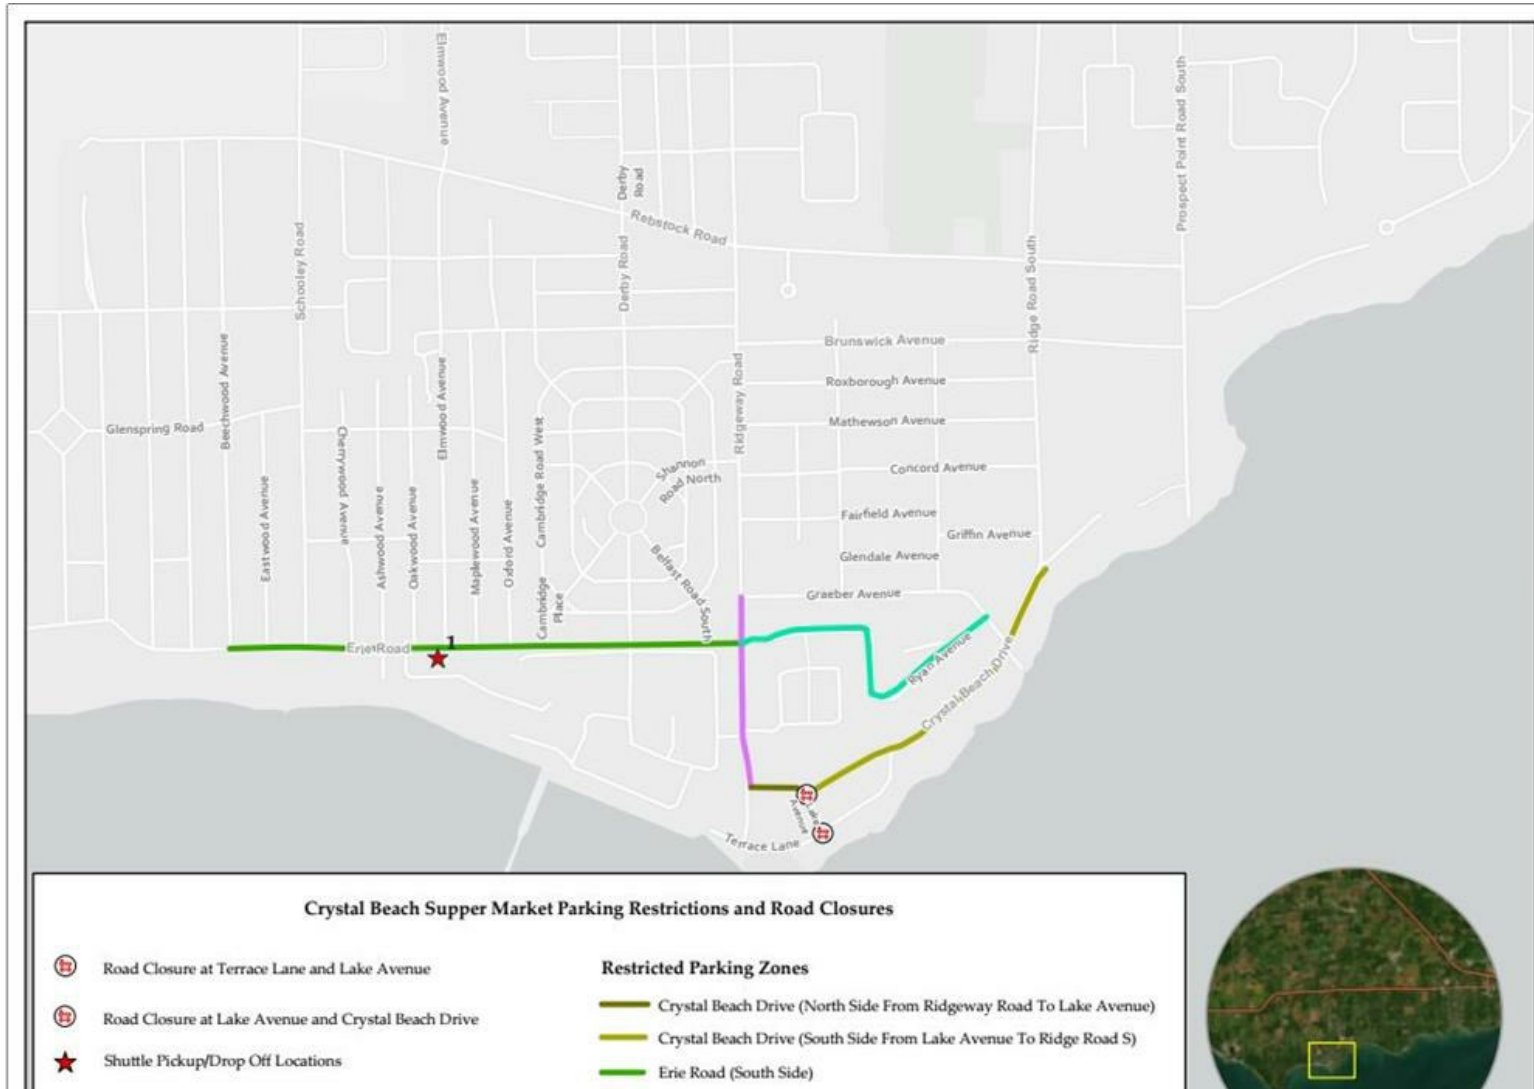 Elmwood Avenue
Prospect Point Road South
Derby
Road
Rebstock Road
Schooley Road
Derby Road
Ridge Road South
Brunswick Avenue
Beechwood Avenue
Elmwood Avenue
Ridgeway Road
Roxborough Avenue
Mathewson Avenue
Glenspring Road
Cherrywood Avenue
Cambridge Road West
Shannon
Road North
Concord Avenue
Eastwood Avenue
Ashwood Avenue
Oakwood Avenue
Maplewood Avenue
Oxford Avenue
Fairfield Avenue
Griffin Avenue
Glendale Avenue
Belfast Road South
Cambridge
Place
Graeber Avenue
1
Erie Road
Ryan Avenue
Crystal Beach Drive
Lake
Avenue
Terrace Lane
Crystal Beach Supper Market Parking Restrictions and Road Closures
Road Closure at Terrace Lane and Lake Avenue
Road Closure at Lake Avenue and Crystal Beach Drive
Shuttle Pickup/Drop Off Locations
Restricted Parking Zones
Crystal Beach Drive (North Side From Ridgeway Road To Lake Avenue)
Crystal Beach Drive (South Side From Lake Avenue To Ridge Road S)
Erie Road (South Side)